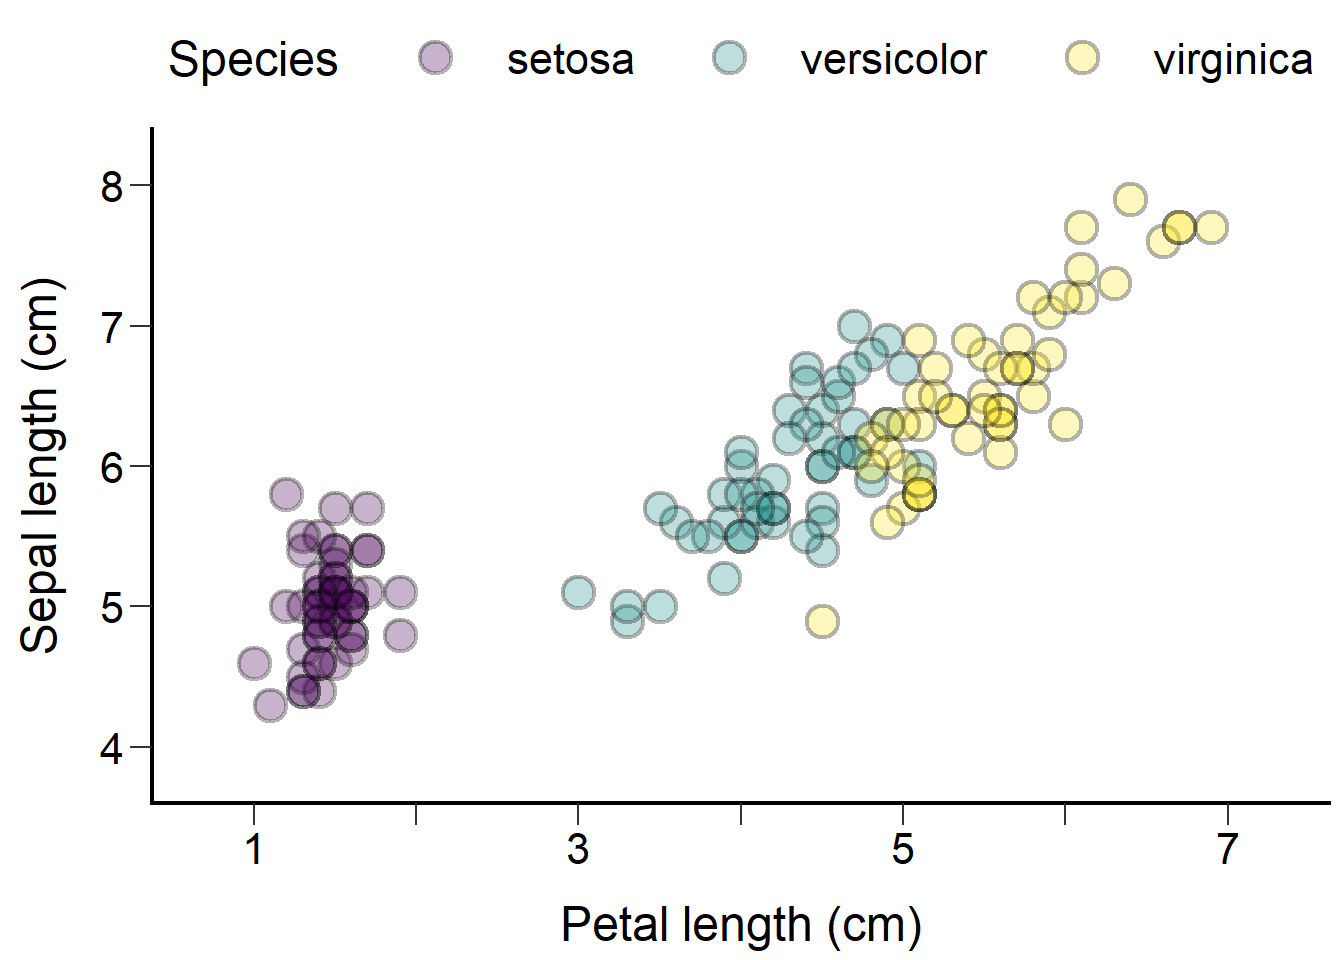 Species setosa versicolor virginica
8
7
6
5
4
Sepal length (cm)
1 3 5 7
Petal length (cm)